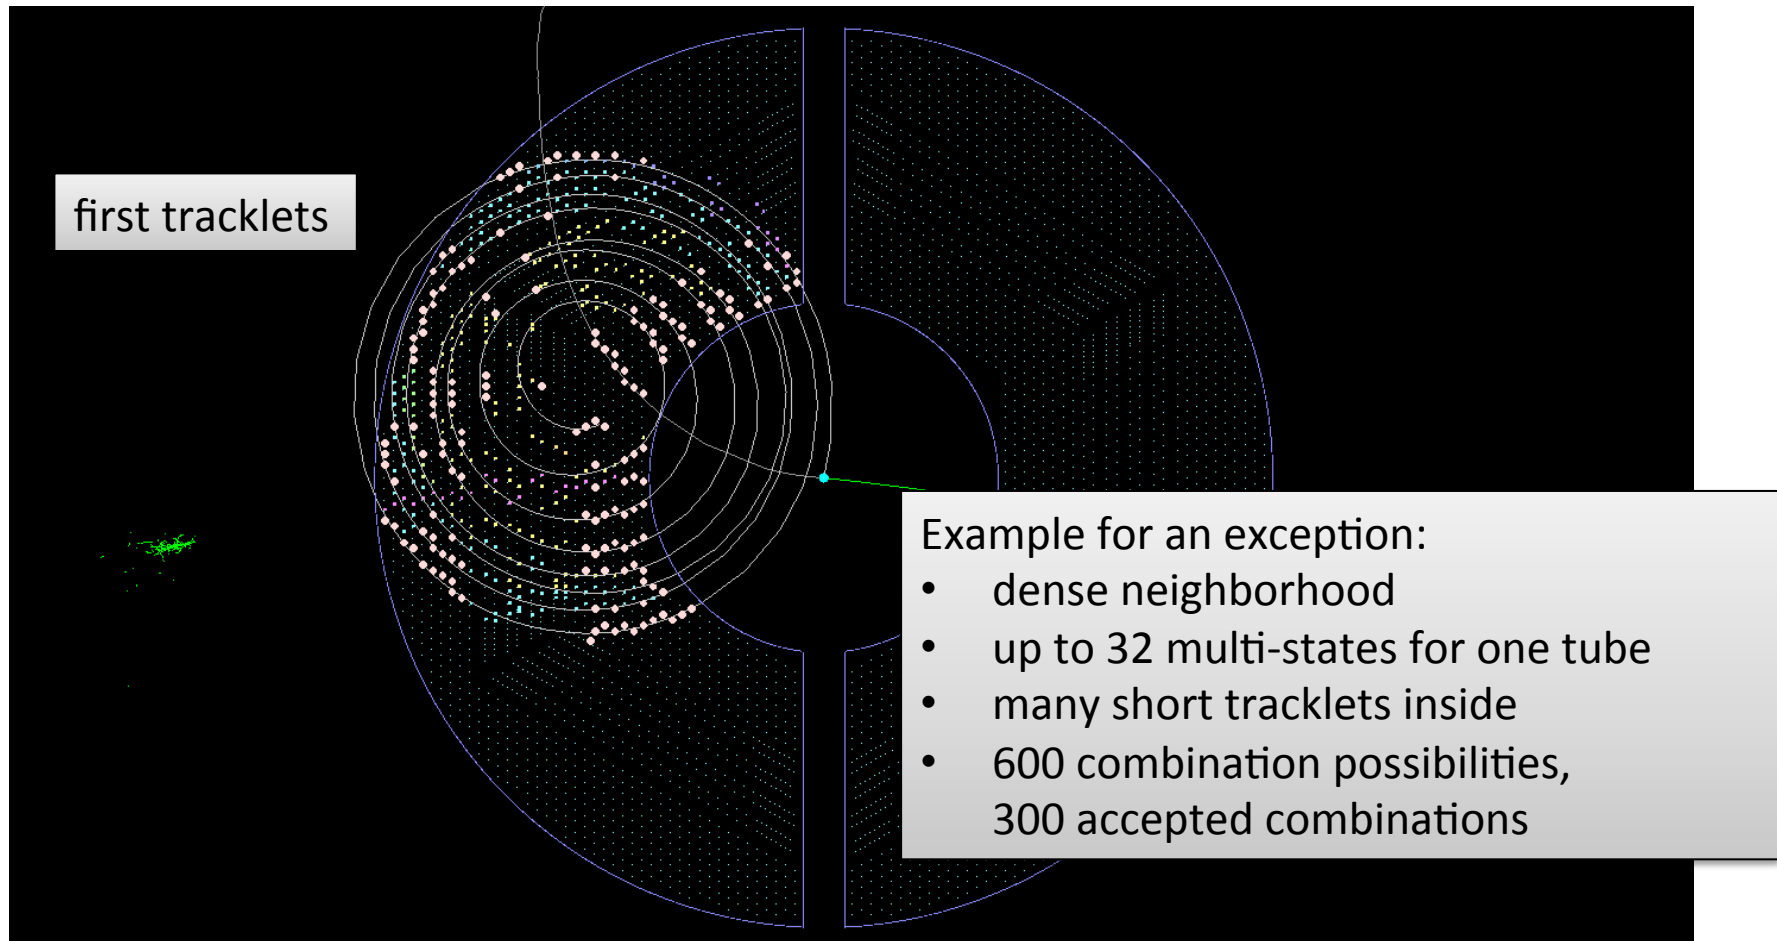 first tracklets
Example for an exception:
• dense neighborhood
• up to 32 multi-states for one tube
• many short tracklets inside
• 600 combination possibilities,
300 accepted combinations